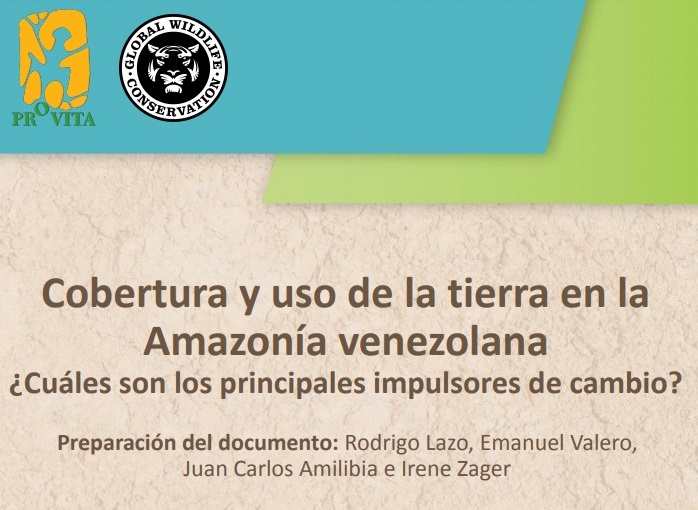 PROVITA
GLOBAL WILDLIFE
CONSERVATION
Cobertura y uso de la tierra en la
Amazonía venezolana
¿Cuáles son los principales impulsores de cambio?
Preparación del documento: Rodrigo Lazo, Emanuel Valero,
Juan Carlos Amilibia e Irene Zager